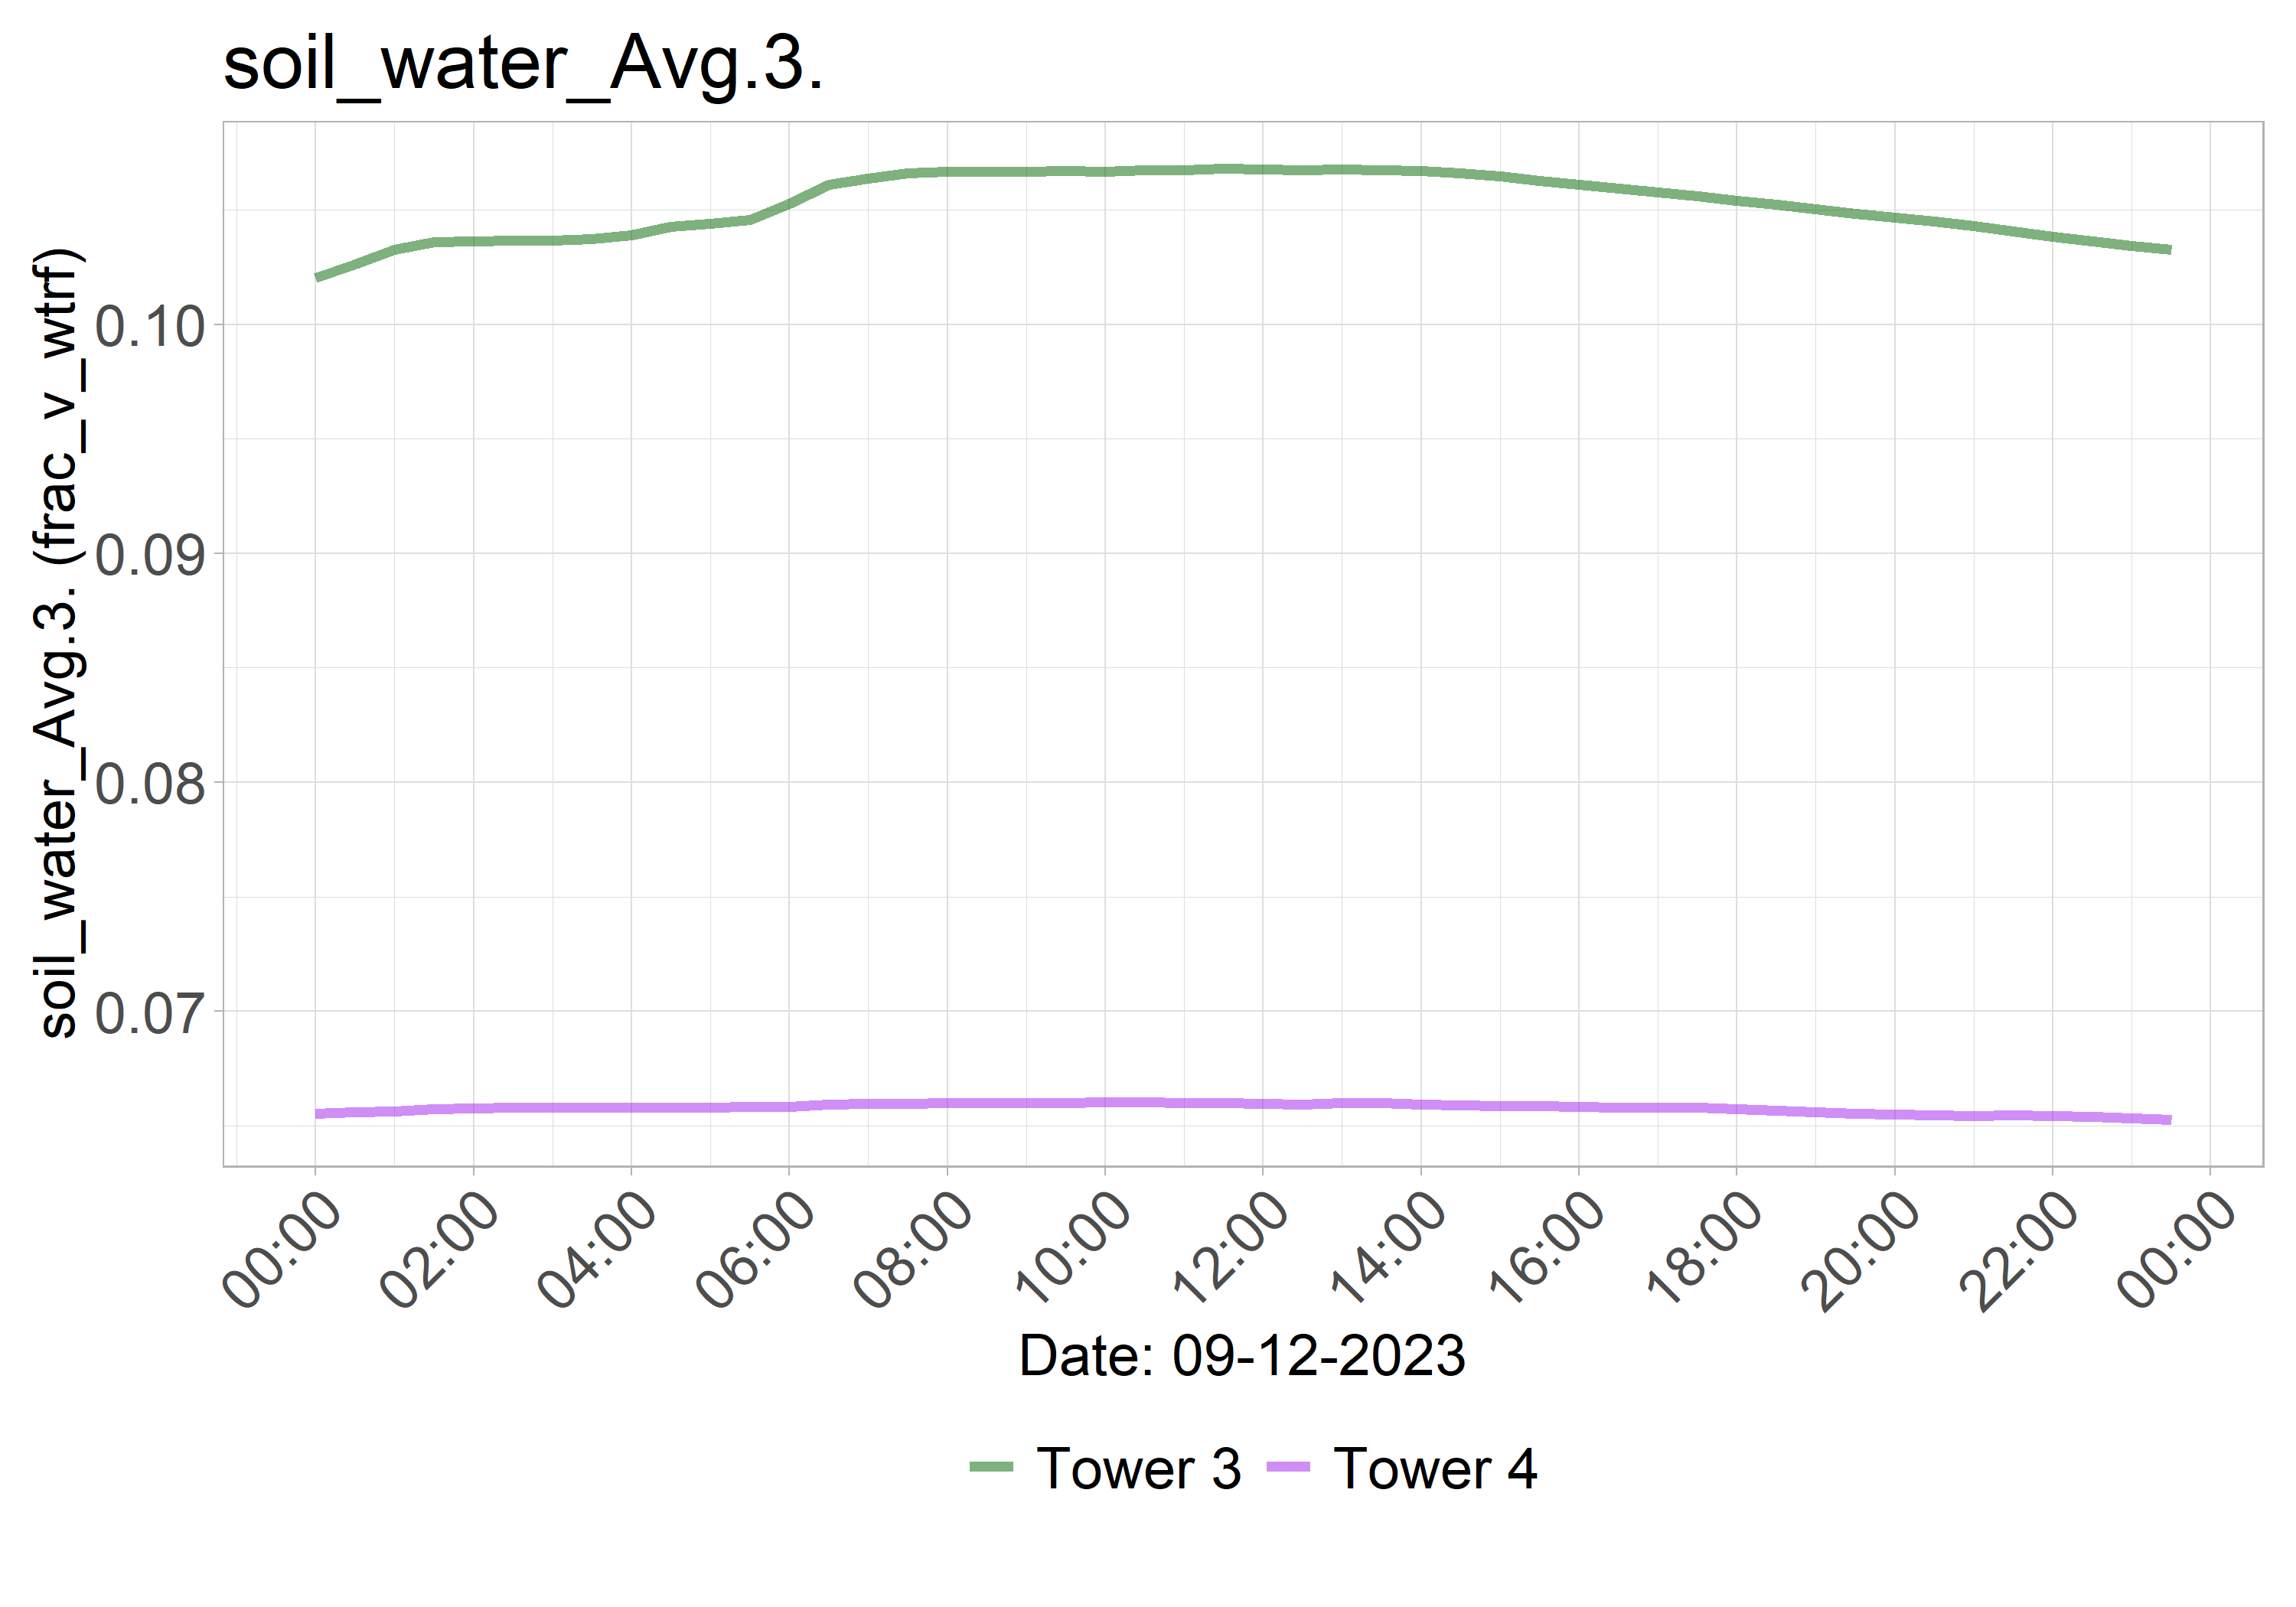 soil_water_Avg.3.
soil_water_Avg.3. (frac_v_wtrf)
0.10
0.09
0.08
0.07
00:00 02:00 04:00 06:00 08:00 10:00 12:00 14:00 16:00 18:00 20:00 22:00 00:00
Date: 09-12-2023
Tower 3 Tower 4